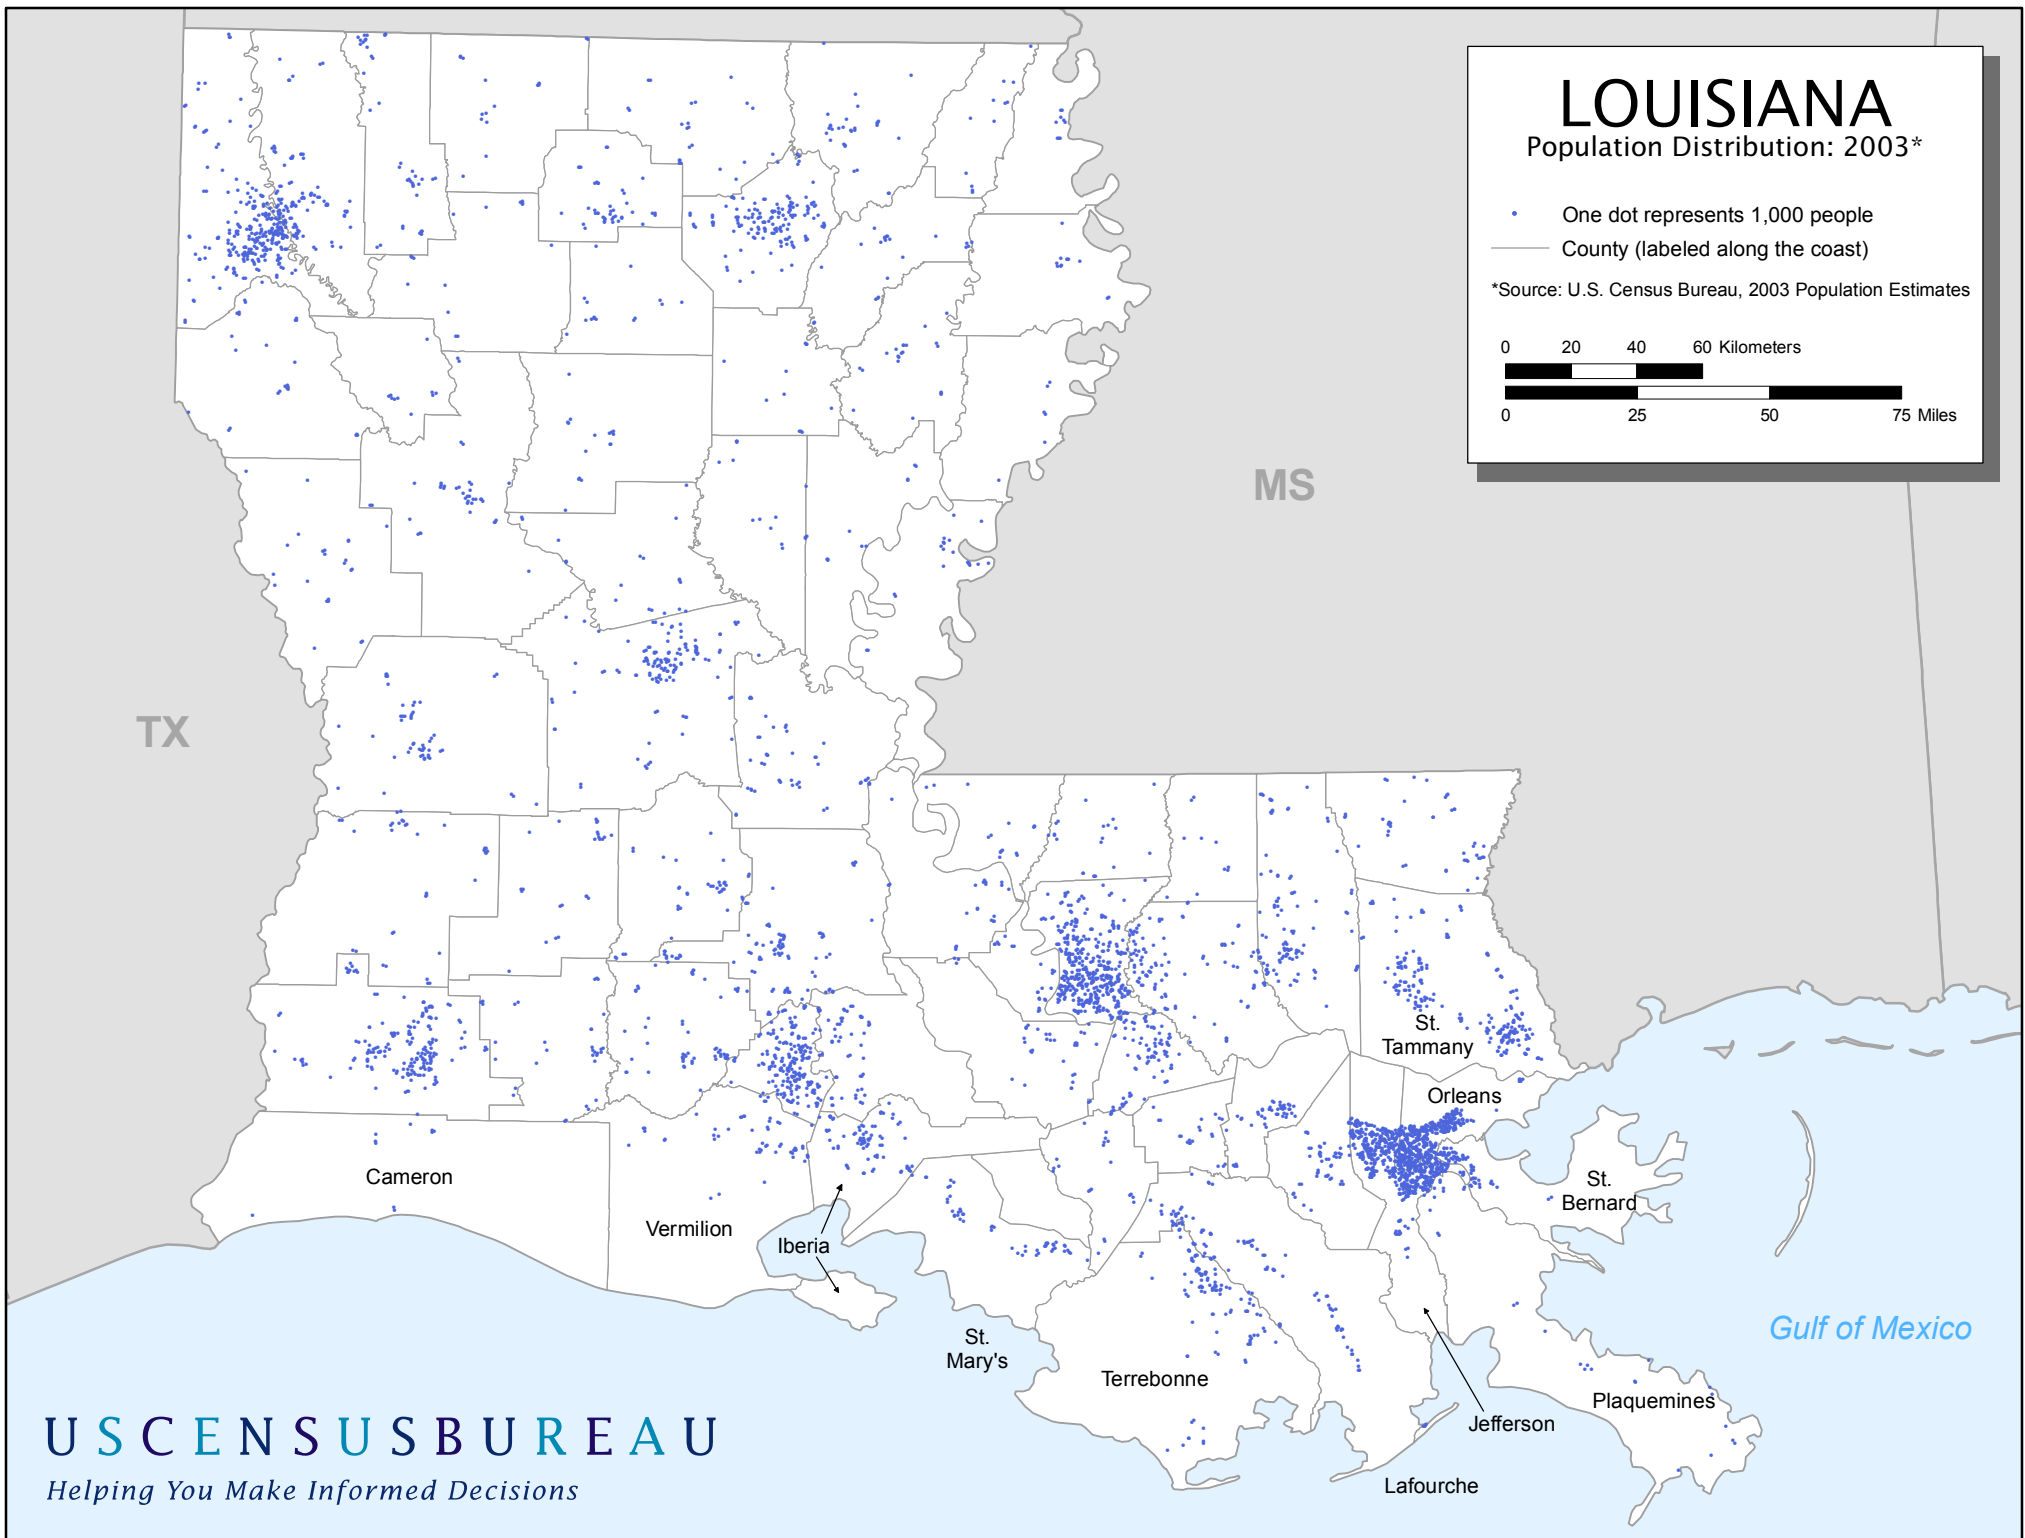 LOUISIANA
Population Distribution: 2003*
One dot represents 1,000 people
County (labeled along the coast)
*Source: U.S. Census Bureau, 2003 Population Estimates
0 20 40 60 Kilometers
0 25 50 75 Miles
MS
TX
St.
Tammany
Orleans
Cameron
St.
Bernard
Vermilion
Iberia
Gulf of Mexico
St.
Mary's
Terrebonne
Plaquemines
Jefferson
Lafourche
USCENSUSBUREAU
Helping You Make Informed Decisions